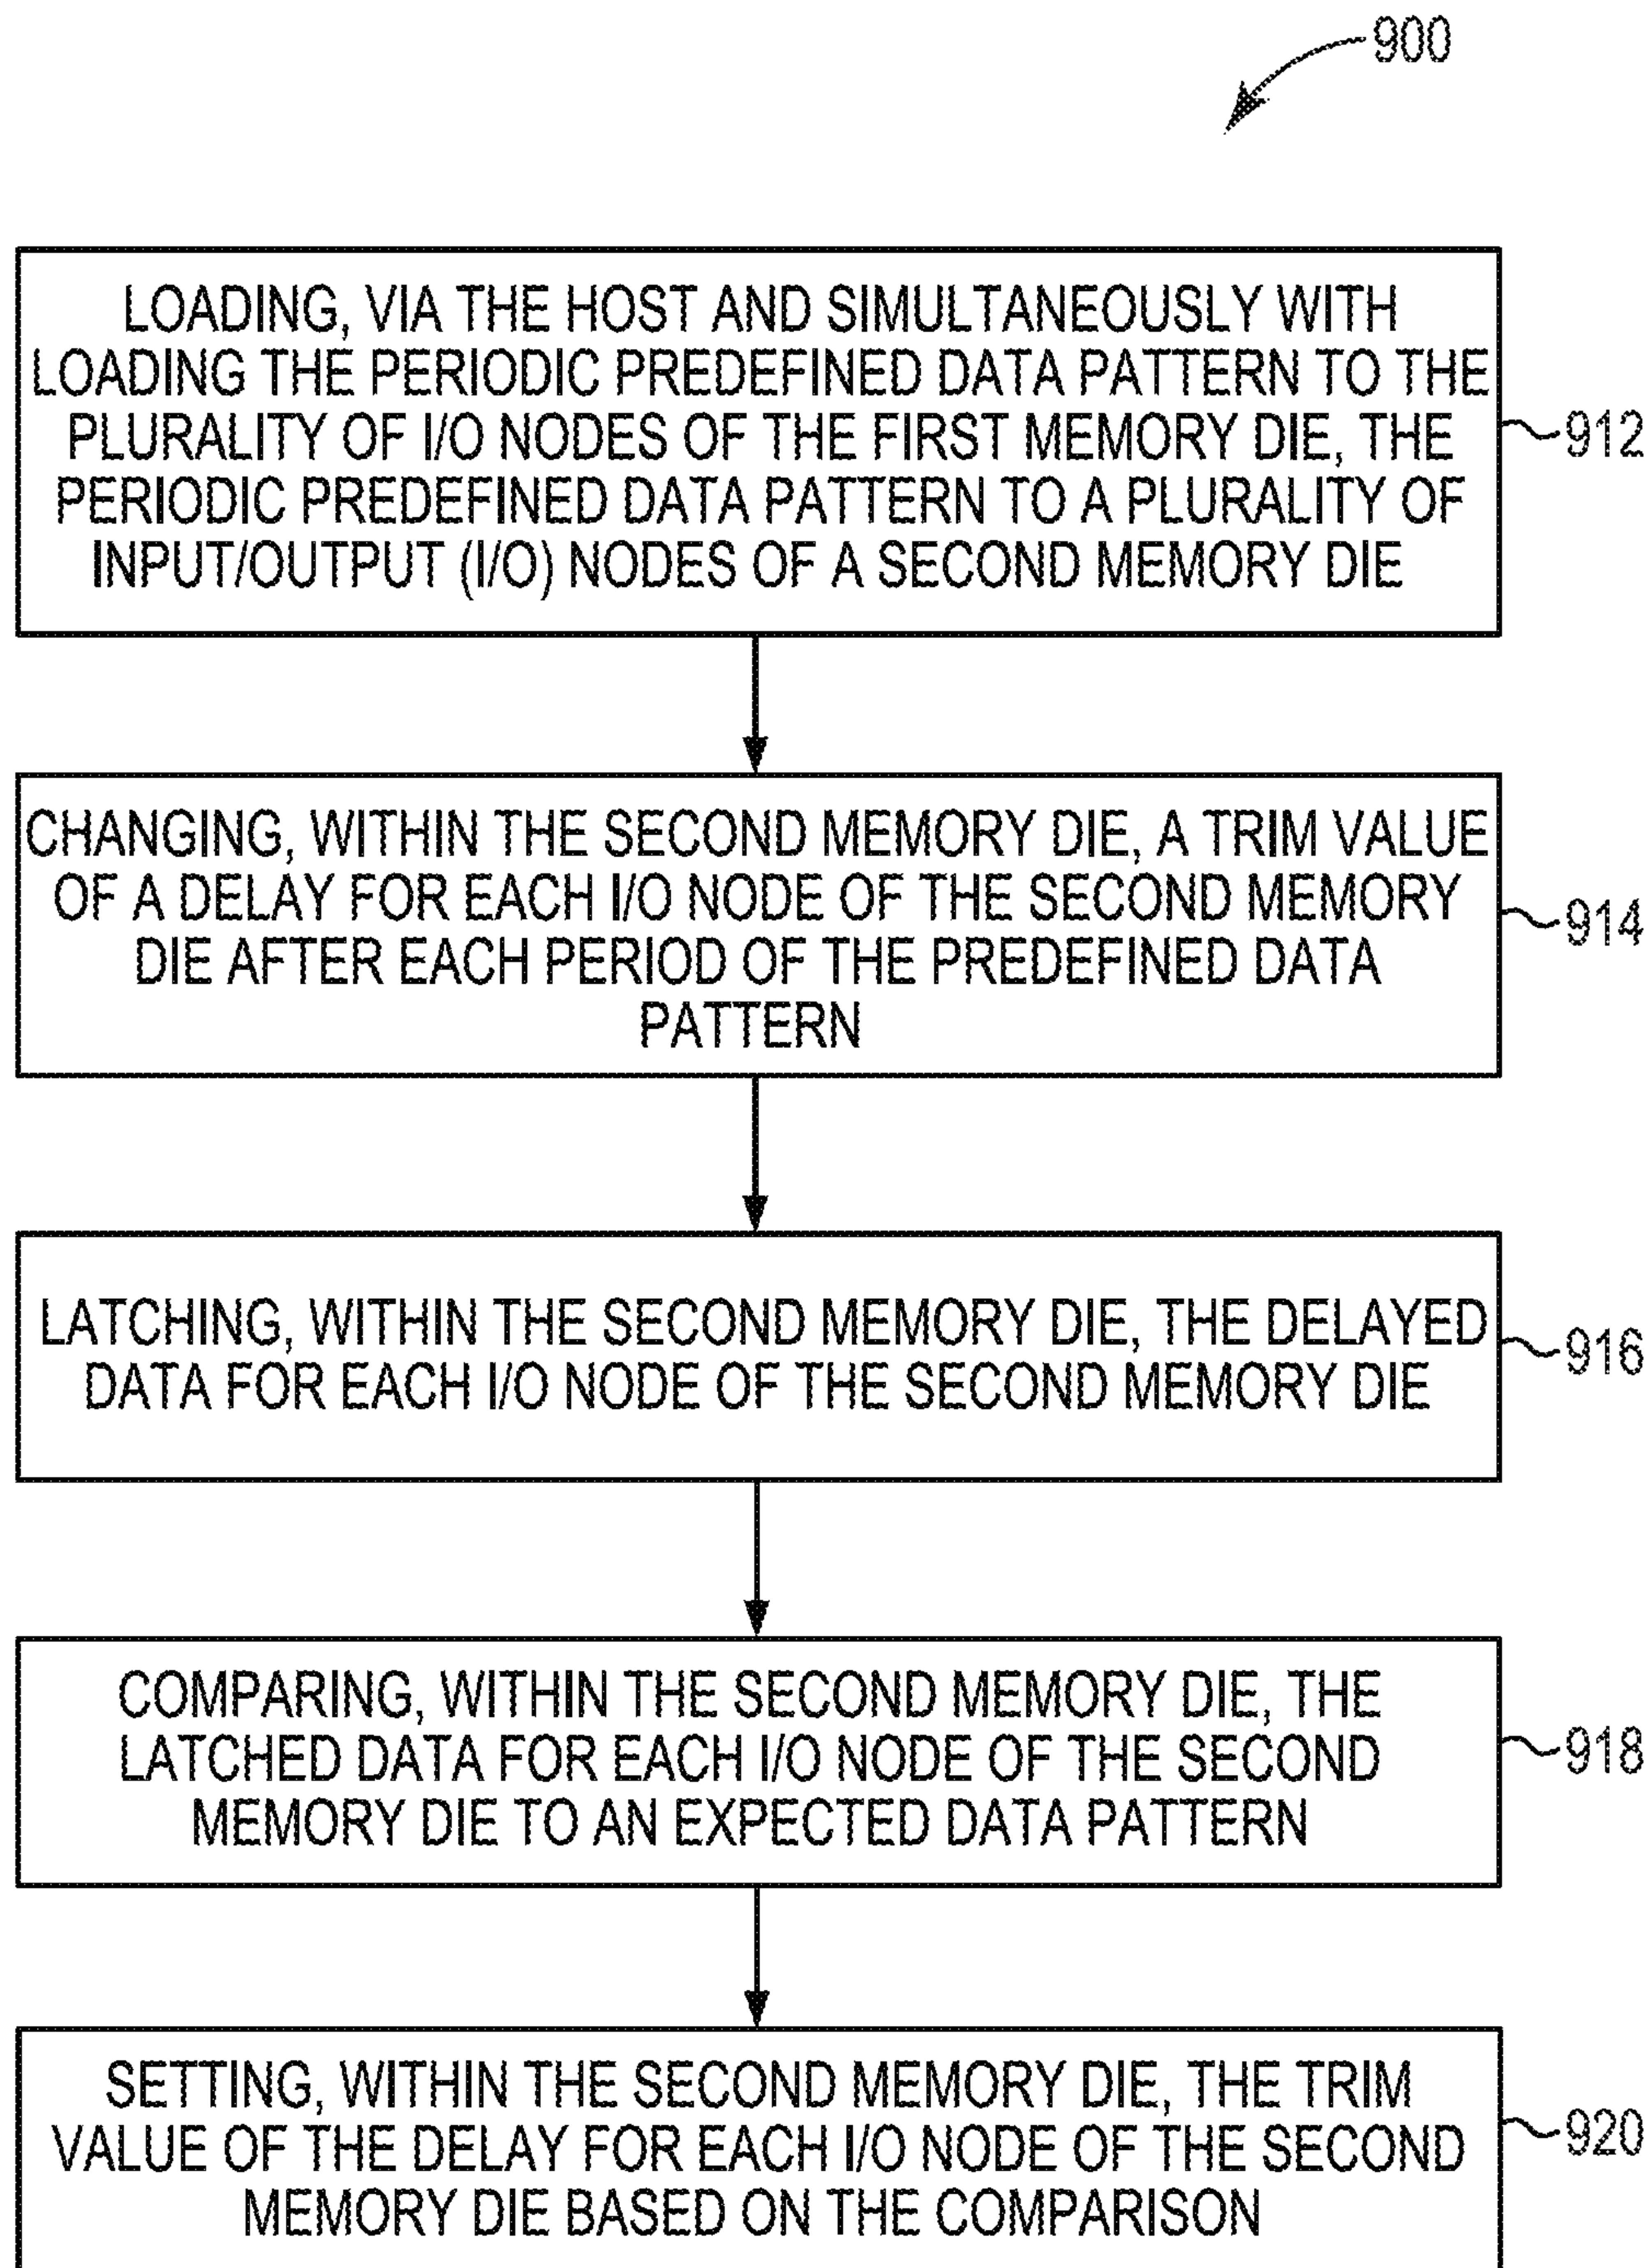 900
LOADING, VIA THE HOST AND SIMULTANEOUSLY WITH
LOADING THE PERIODIC PREDEFINED DATA PATTERN TO THE
PLURALITY OF I/O NODES OF THE FIRST MEMORY DIE, THE
PERIODIC PREDEFINED DATA PATTERN TO A PLURALITY OF
INPUT/OUTPUT (I/O) NODES OF A SECOND MEMORY DIE
912
CHANGING, WITHIN THE SECOND MEMORY DIE, A TRIM VALUE
OF A DELAY FOR EACH I/O NODE OF THE SECOND MEMORY
DIE AFTER EACH PERIOD OF THE PREDEFINED DATA
PATTERN
914
LATCHING, WITHIN THE SECOND MEMORY DIE, THE DELAYED
DATA FOR EACH I/O NODE OF THE SECOND MEMORY DIE
916
COMPARING, WITHIN THE SECOND MEMORY DIE, THE
LATCHED DATA FOR EACH I/O NODE OF THE SECOND
MEMORY DIE TO AN EXPECTED DATA PATTERN
918
SETTING, WITHIN THE SECOND MEMORY DIE, THE TRIM
VALUE OF THE DELAY FOR EACH I/O NODE OF THE SECOND
MEMORY DIE BASED ON THE COMPARISON
920